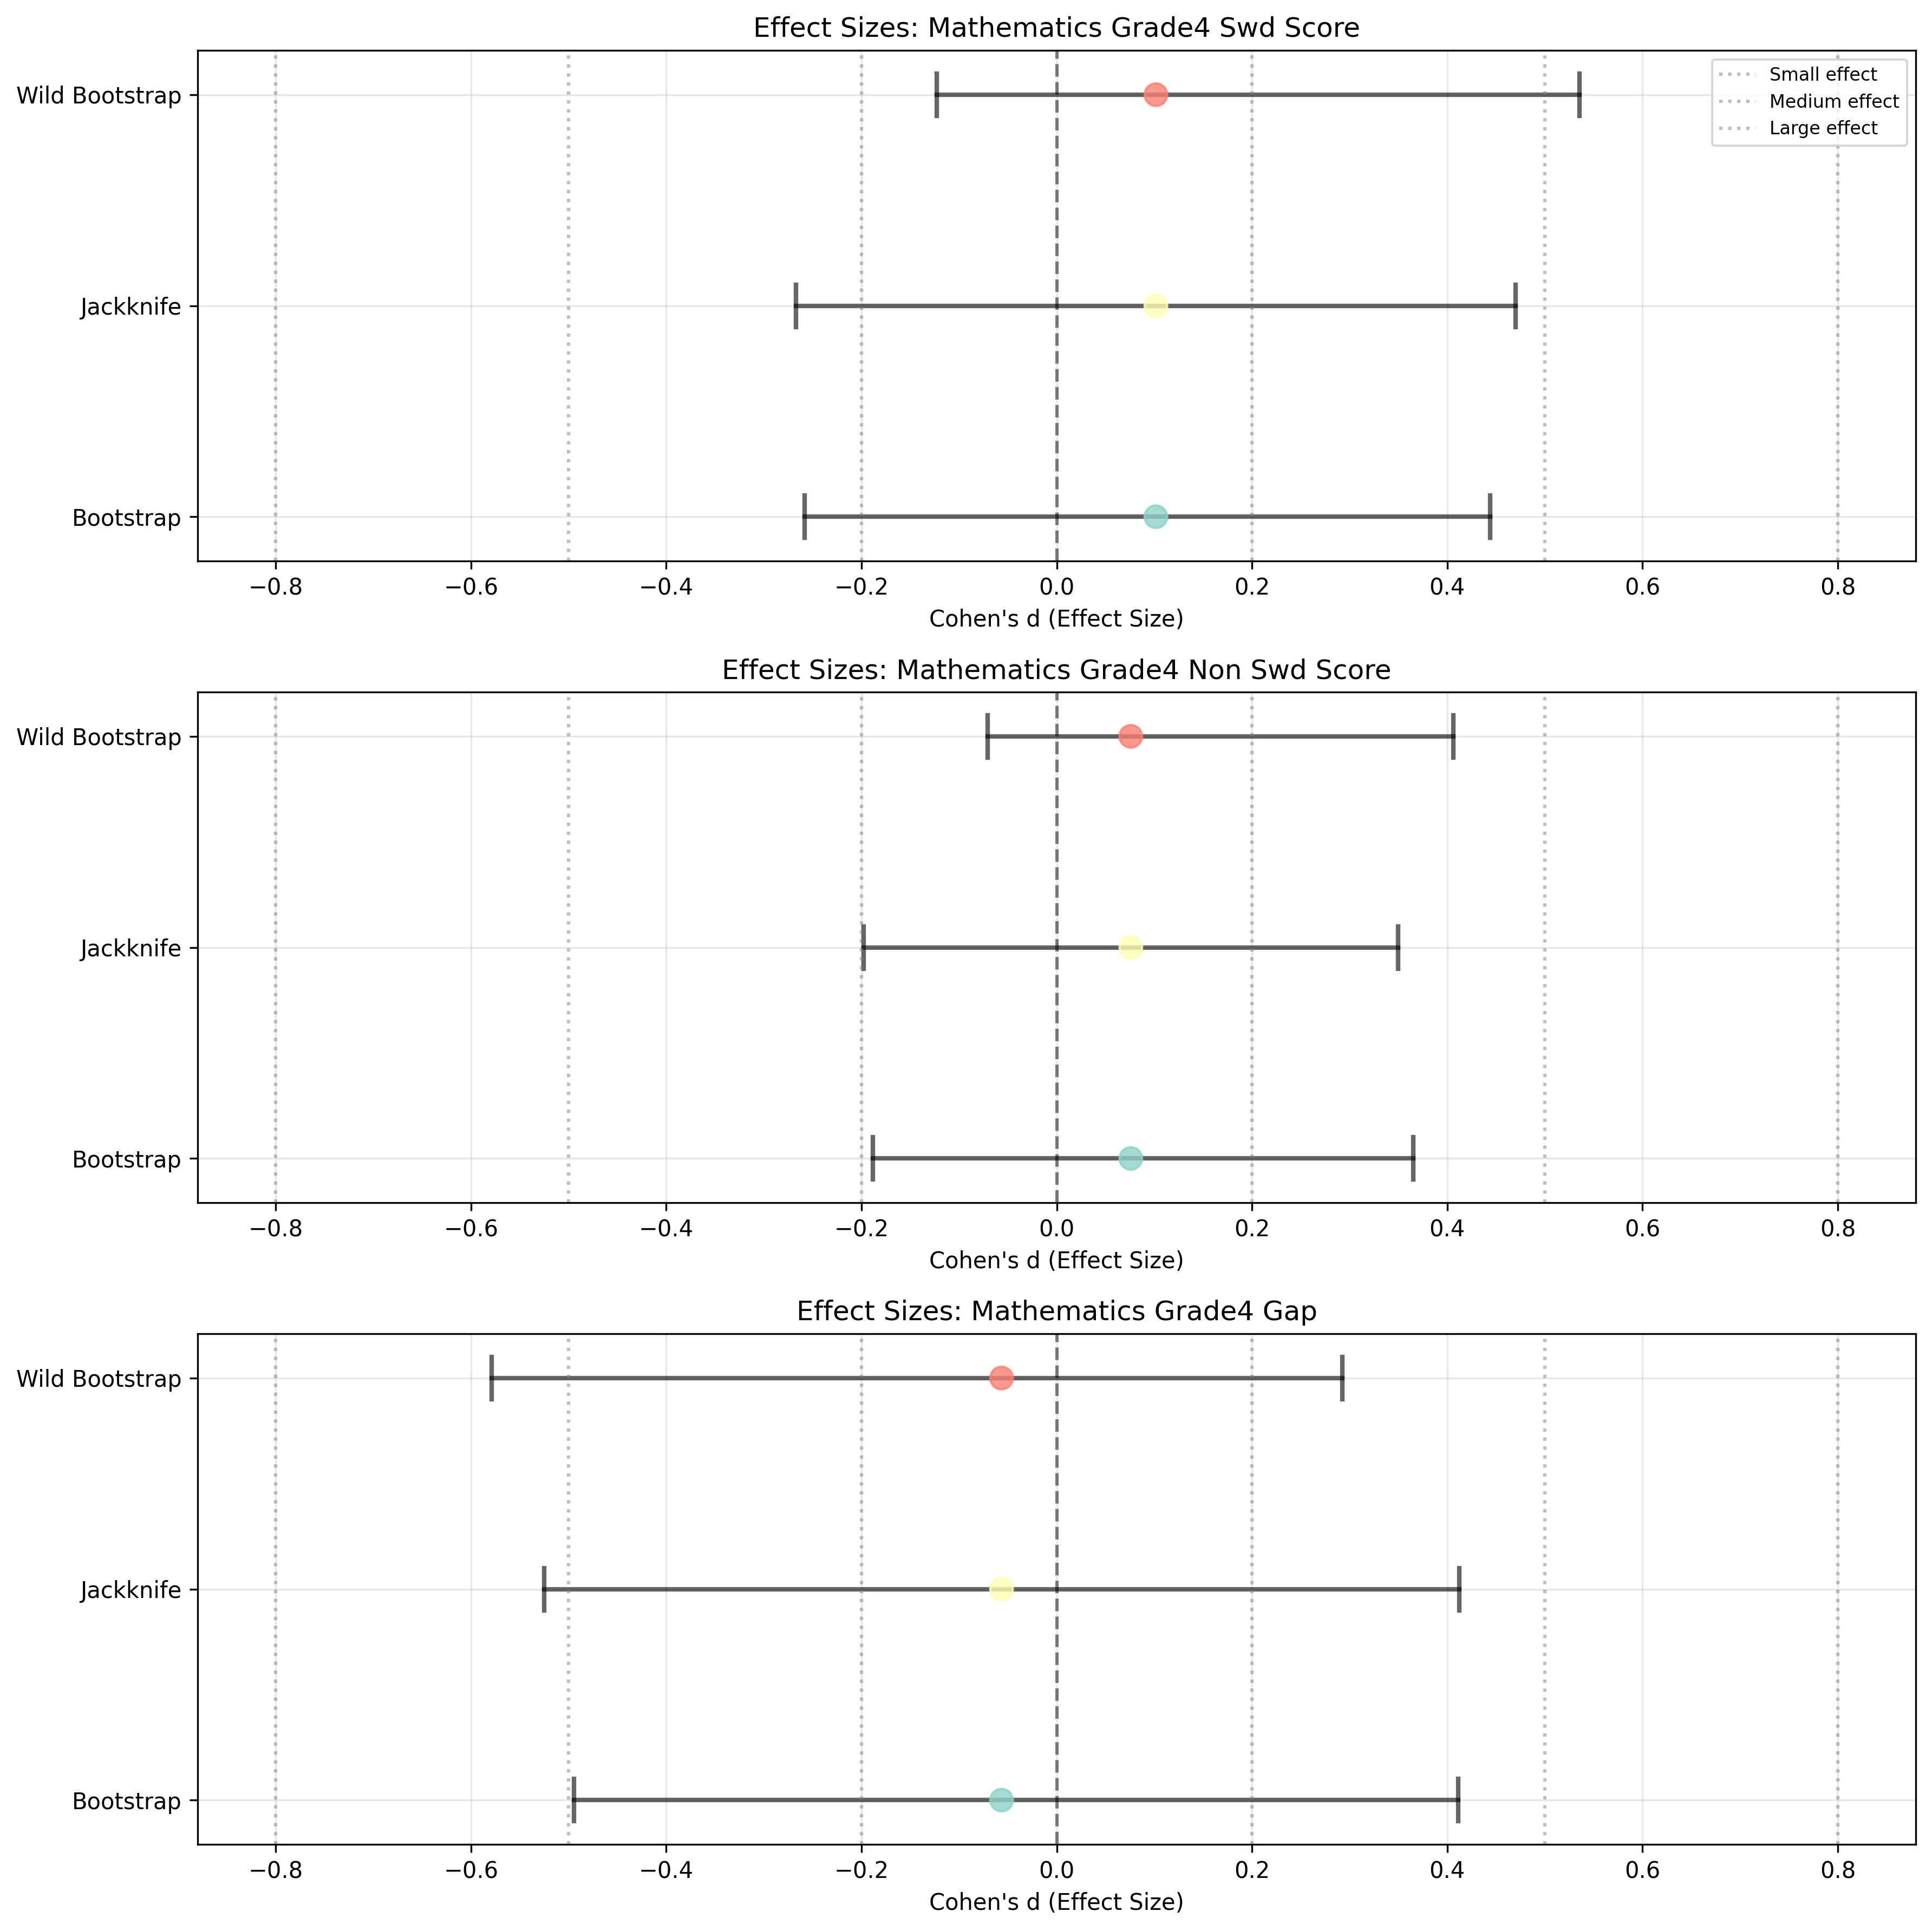 Effect Sizes: Mathematics Grade4 Swd Score
Small effect
Medium effect
Large effect
Wild Bootstrap
Jackknife
Bootstrap
−0.8 −0.6 −0.4 −0.2 0.0 0.2 0.4 0.6 0.8
Cohen's d (Effect Size)
Effect Sizes: Mathematics Grade4 Non Swd Score
Wild Bootstrap
Jackknife
Bootstrap
−0.8 −0.6 −0.4 −0.2 0.0 0.2 0.4 0.6 0.8
Cohen's d (Effect Size)
Effect Sizes: Mathematics Grade4 Gap
Wild Bootstrap
Jackknife
Bootstrap
−0.8 −0.6 −0.4 −0.2 0.0 0.2 0.4 0.6 0.8
Cohen's d (Effect Size)